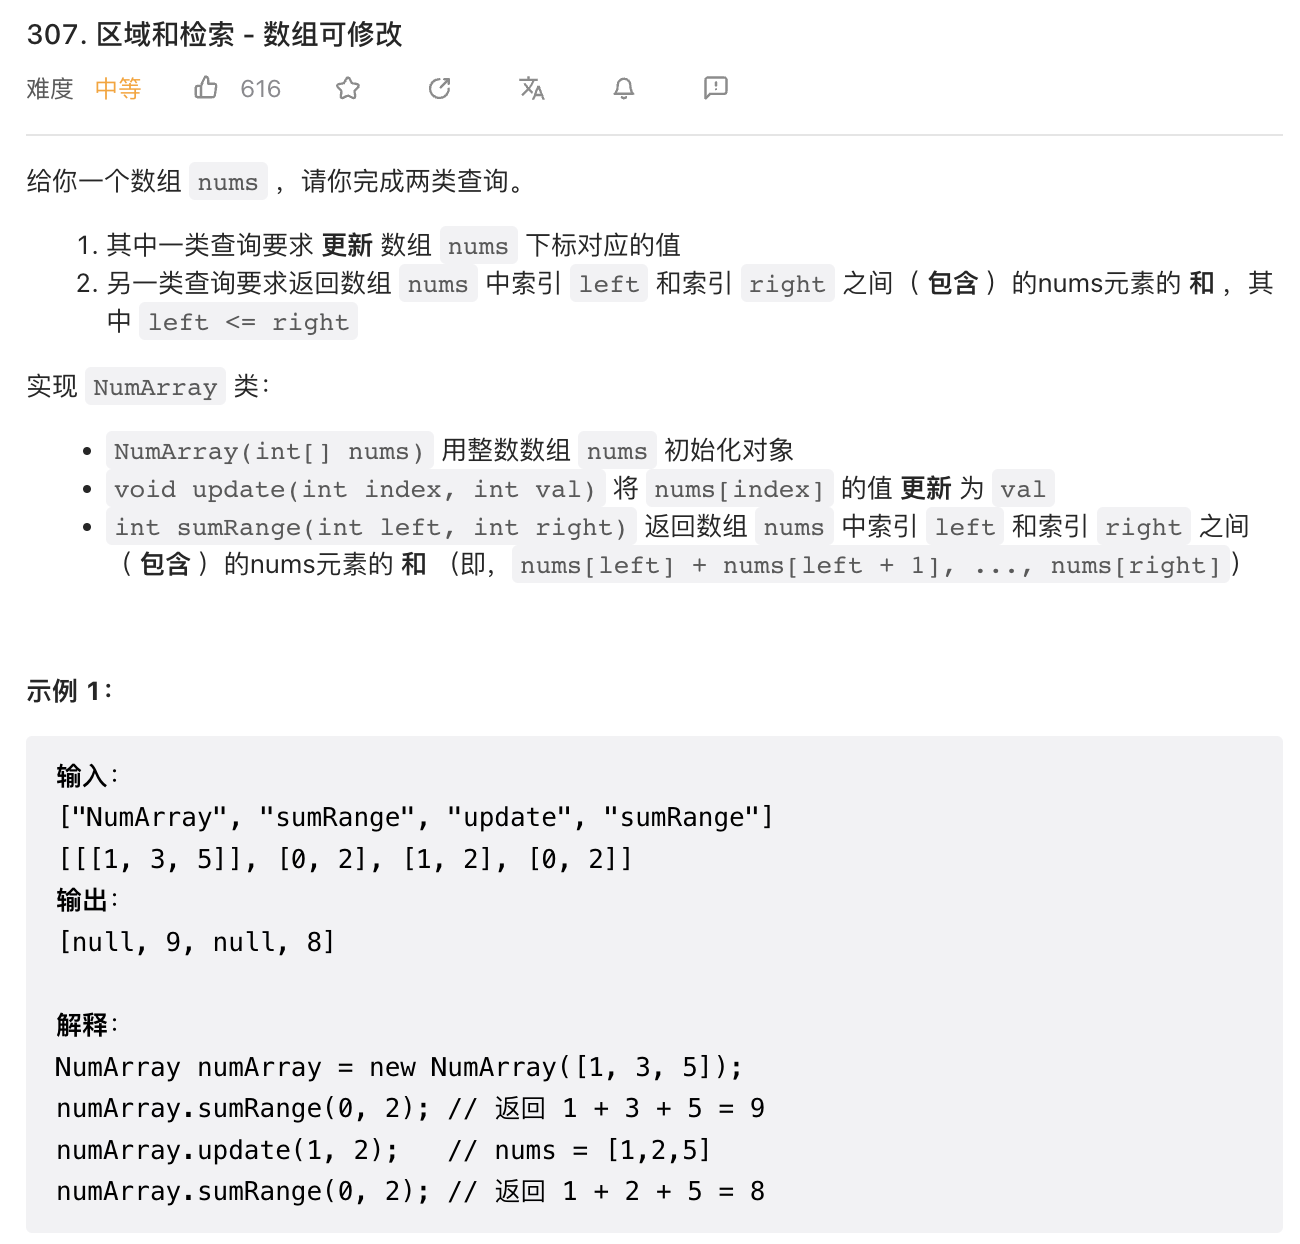 307. 区域和检索 - 数组可修改
难度 中等 616
给你一个数组 nums ，请你完成两类查询。
1. 其中一类查询要求 更新 数组 nums 下标对应的值
2. 另一类查询要求返回数组 nums 中索引 left 和索引 right 之间（ 包含 ）的nums元素的 和 ，其
中 left <= right
实现 NumArray 类：
• NumArray(int[] nums) 用整数数组 nums 初始化对象
• void update(int index, int val) 将 nums[index] 的值 更新 为 val
• int sumRange(int left, int right) 返回数组 nums 中索引 left 和索引 right 之间
（ 包含 ）的nums元素的 和 （即，nums[left] + nums[left + 1], ..., nums[right]）
示例 1：
输入：
["NumArray", "sumRange", "update", "sumRange"]
[[[1, 3, 5]], [0, 2], [1, 2], [0, 2]]
输出：
[null, 9, null, 8]
解释：
NumArray numArray = new NumArray([1, 3, 5]);
numArray.sumRange(0, 2); // 返回 1 + 3 + 5 = 9
numArray.update(1, 2);   // nums = [1,2,5]
numArray.sumRange(0, 2); // 返回 1 + 2 + 5 = 8